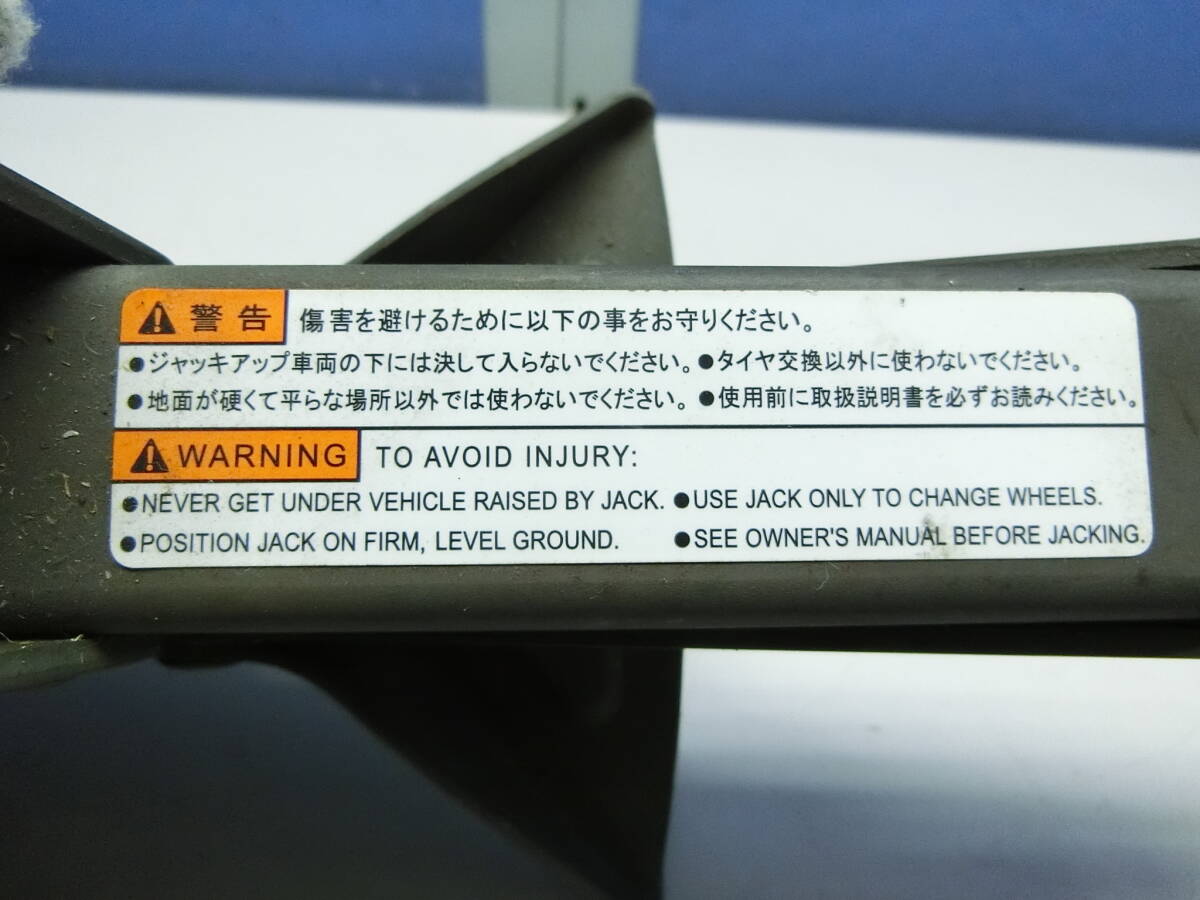 ⚠警告 傷害を避けるために以下の事をお守りください。
●ジャッキアップ車両の下には決して入らないでください。●タイヤ交換以外に使わないでください。
●地面が硬くて平らな場所以外では使わないでください。●使用前に取扱説明書を必ずお読みください。
⚠WARNING TO AVOID INJURY:
●NEVER GET UNDER VEHICLE RAISED BY JACK. ●USE JACK ONLY TO CHANGE WHEELS.
●POSITION JACK ON FIRM, LEVEL GROUND. ●SEE OWNER'S MANUAL BEFORE JACKING.